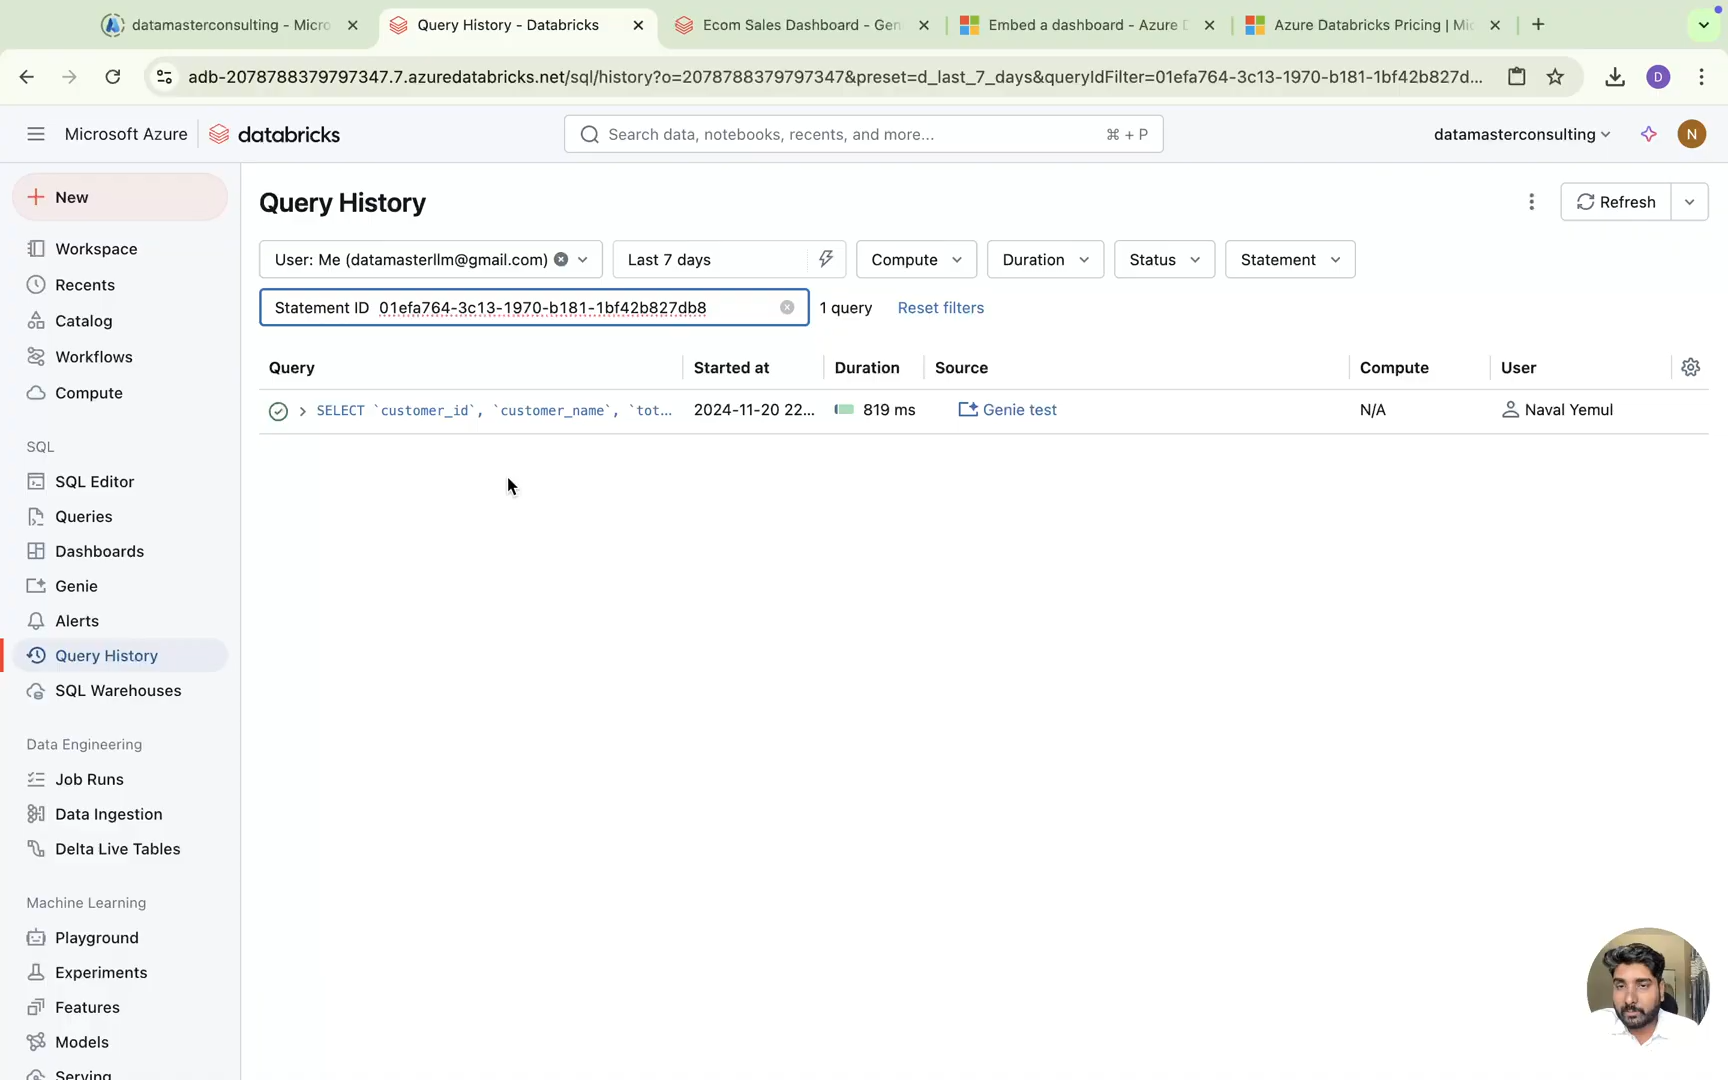 datamasterconsulting - Micro
Query History - Databricks
Ecom Sales Dashboard - Gen
Embed a dashboard - Azure D
Azure Databricks Pricing | Mic
adb-2078788379797347.7.azuredatabricks.net/sql/history?o=2078788379797347&preset=d_last_7_days&queryIdFilter=01efa764-3c13-1970-b181-1bf42b827d...
D
Microsoft Azure
databricks
Search data, notebooks, recents, and more...
⌘ + P
datamasterconsulting
N
New
Workspace
Recents
Catalog
Workflows
Compute
SQL
SQL Editor
Queries
Dashboards
Genie
Alerts
Query History
SQL Warehouses
Data Engineering
Job Runs
Data Ingestion
Delta Live Tables
Machine Learning
Playground
Experiments
Features
Models
Serving
Query History
Refresh
User: Me (datamasterllm@gmail.com)
Last 7 days
Compute
Duration
Status
Statement
Statement ID 01efa764-3c13-1970-b181-1bf42b827db8
1 query
Reset filters
Query
Started at
Duration
Source
Compute
User
SELECT `customer_id`, `customer_name`, `tot...
2024-11-20 22...
819 ms
Genie test
N/A
Naval Yemul